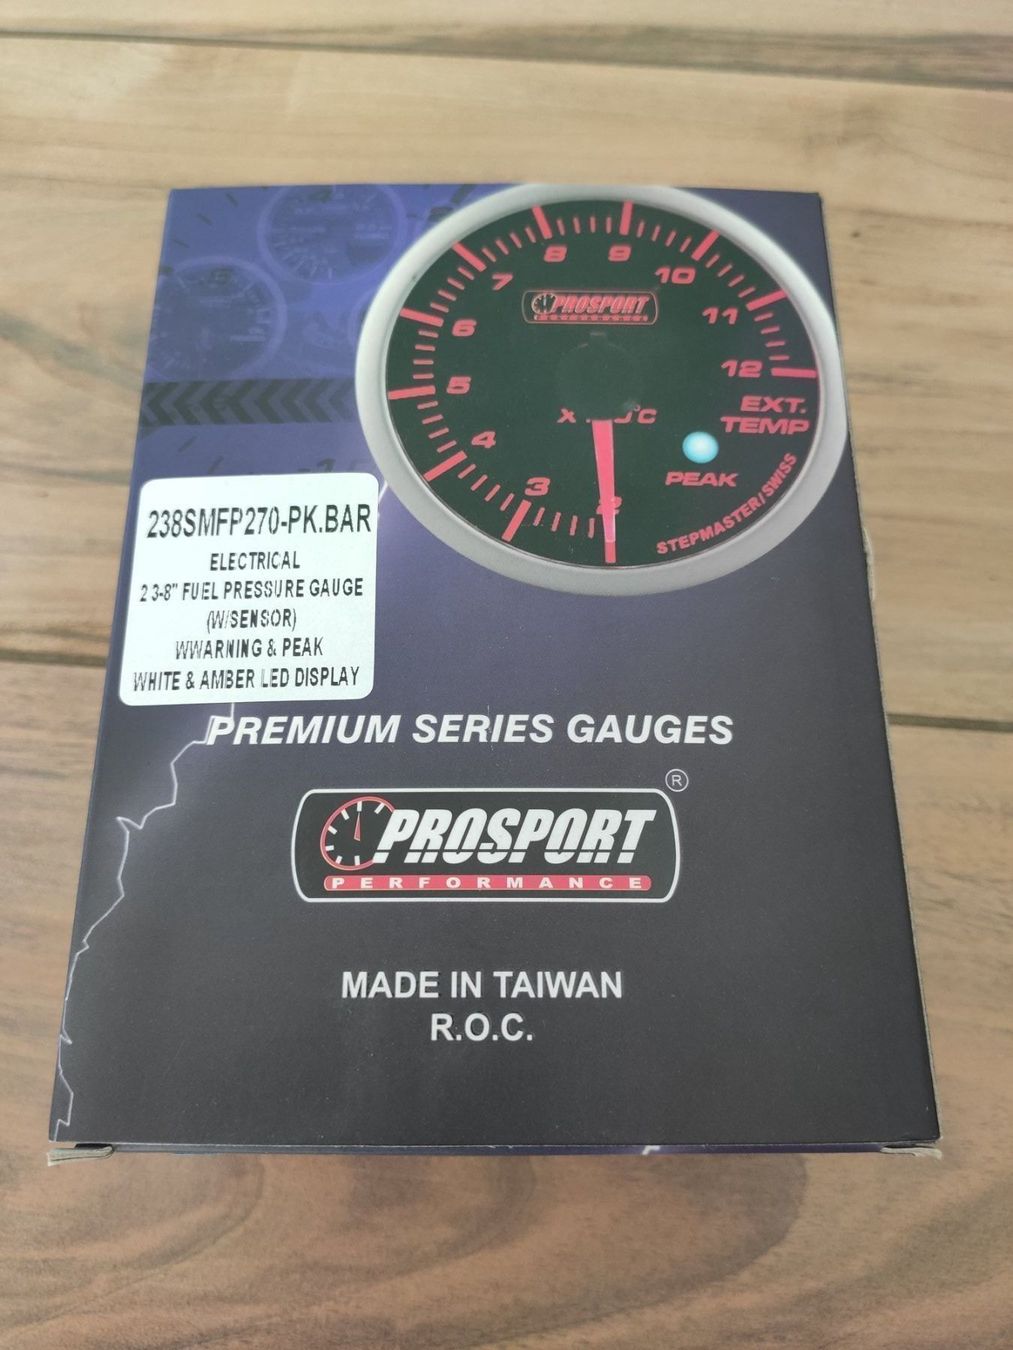 8 9
7 10
PROSPORT
PERFORMANCE
6 11
5 12
EXT.
TEMP
4
PEAK
3
2
STEPMASTER/SWISS
238SMFP270-PK.BAR
ELECTRICAL
2 3-8" FUEL PRESSURE GAUGE
(W/SENSOR)
WWARNING & PEAK
WHITE & AMBER LED DISPLAY
PREMIUM SERIES GAUGES
®
PROSPORT
PERFORMANCE
MADE IN TAIWAN
R.O.C.